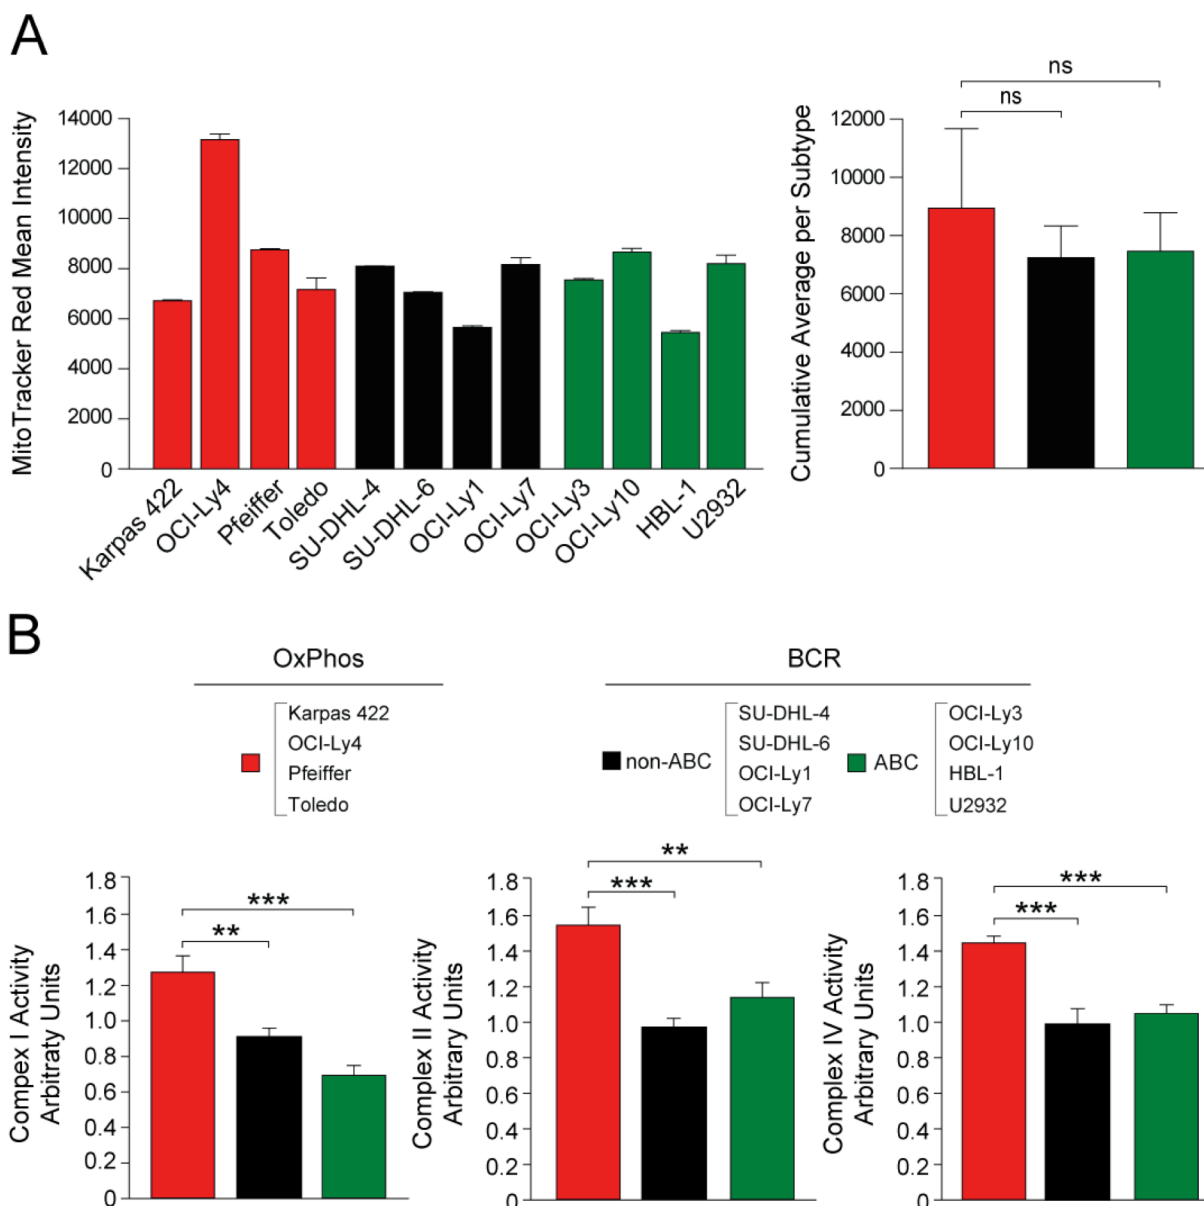 A
MitoTracker Red Mean Intensity
14000
12000
10000
8000
6000
4000
2000
0
Karpas 422
OCI-Ly4
Pfeiffer
Toledo
SU-DHL-4
SU-DHL-6
OCI-Ly1
OCI-Ly7
OCI-Ly3
OCI-Ly10
HBL-1
U2932
Cumulative Average per Subtype
12000
10000
8000
6000
4000
2000
0
ns
ns
B
OxPhos
Karpas 422
OCI-Ly4
Pfeiffer
Toledo
BCR
non-ABC
SU-DHL-4
SU-DHL-6
OCI-Ly1
OCI-Ly7
ABC
OCI-Ly3
OCI-Ly10
HBL-1
U2932
Compex I Activity
Arbitraty Units
1.8
1.6
1.4
1.2
1.0
0.8
0.6
0.4
0.2
0
***
**
Complex II Activity
Arbitrary Units
1.8
1.6
1.4
1.2
1.0
0.8
0.6
0.4
0.2
0
**
***
Complex IV Activity
Arbitrary Units
1.8
1.6
1.4
1.2
1.0
0.8
0.6
0.4
0.2
0
***
***